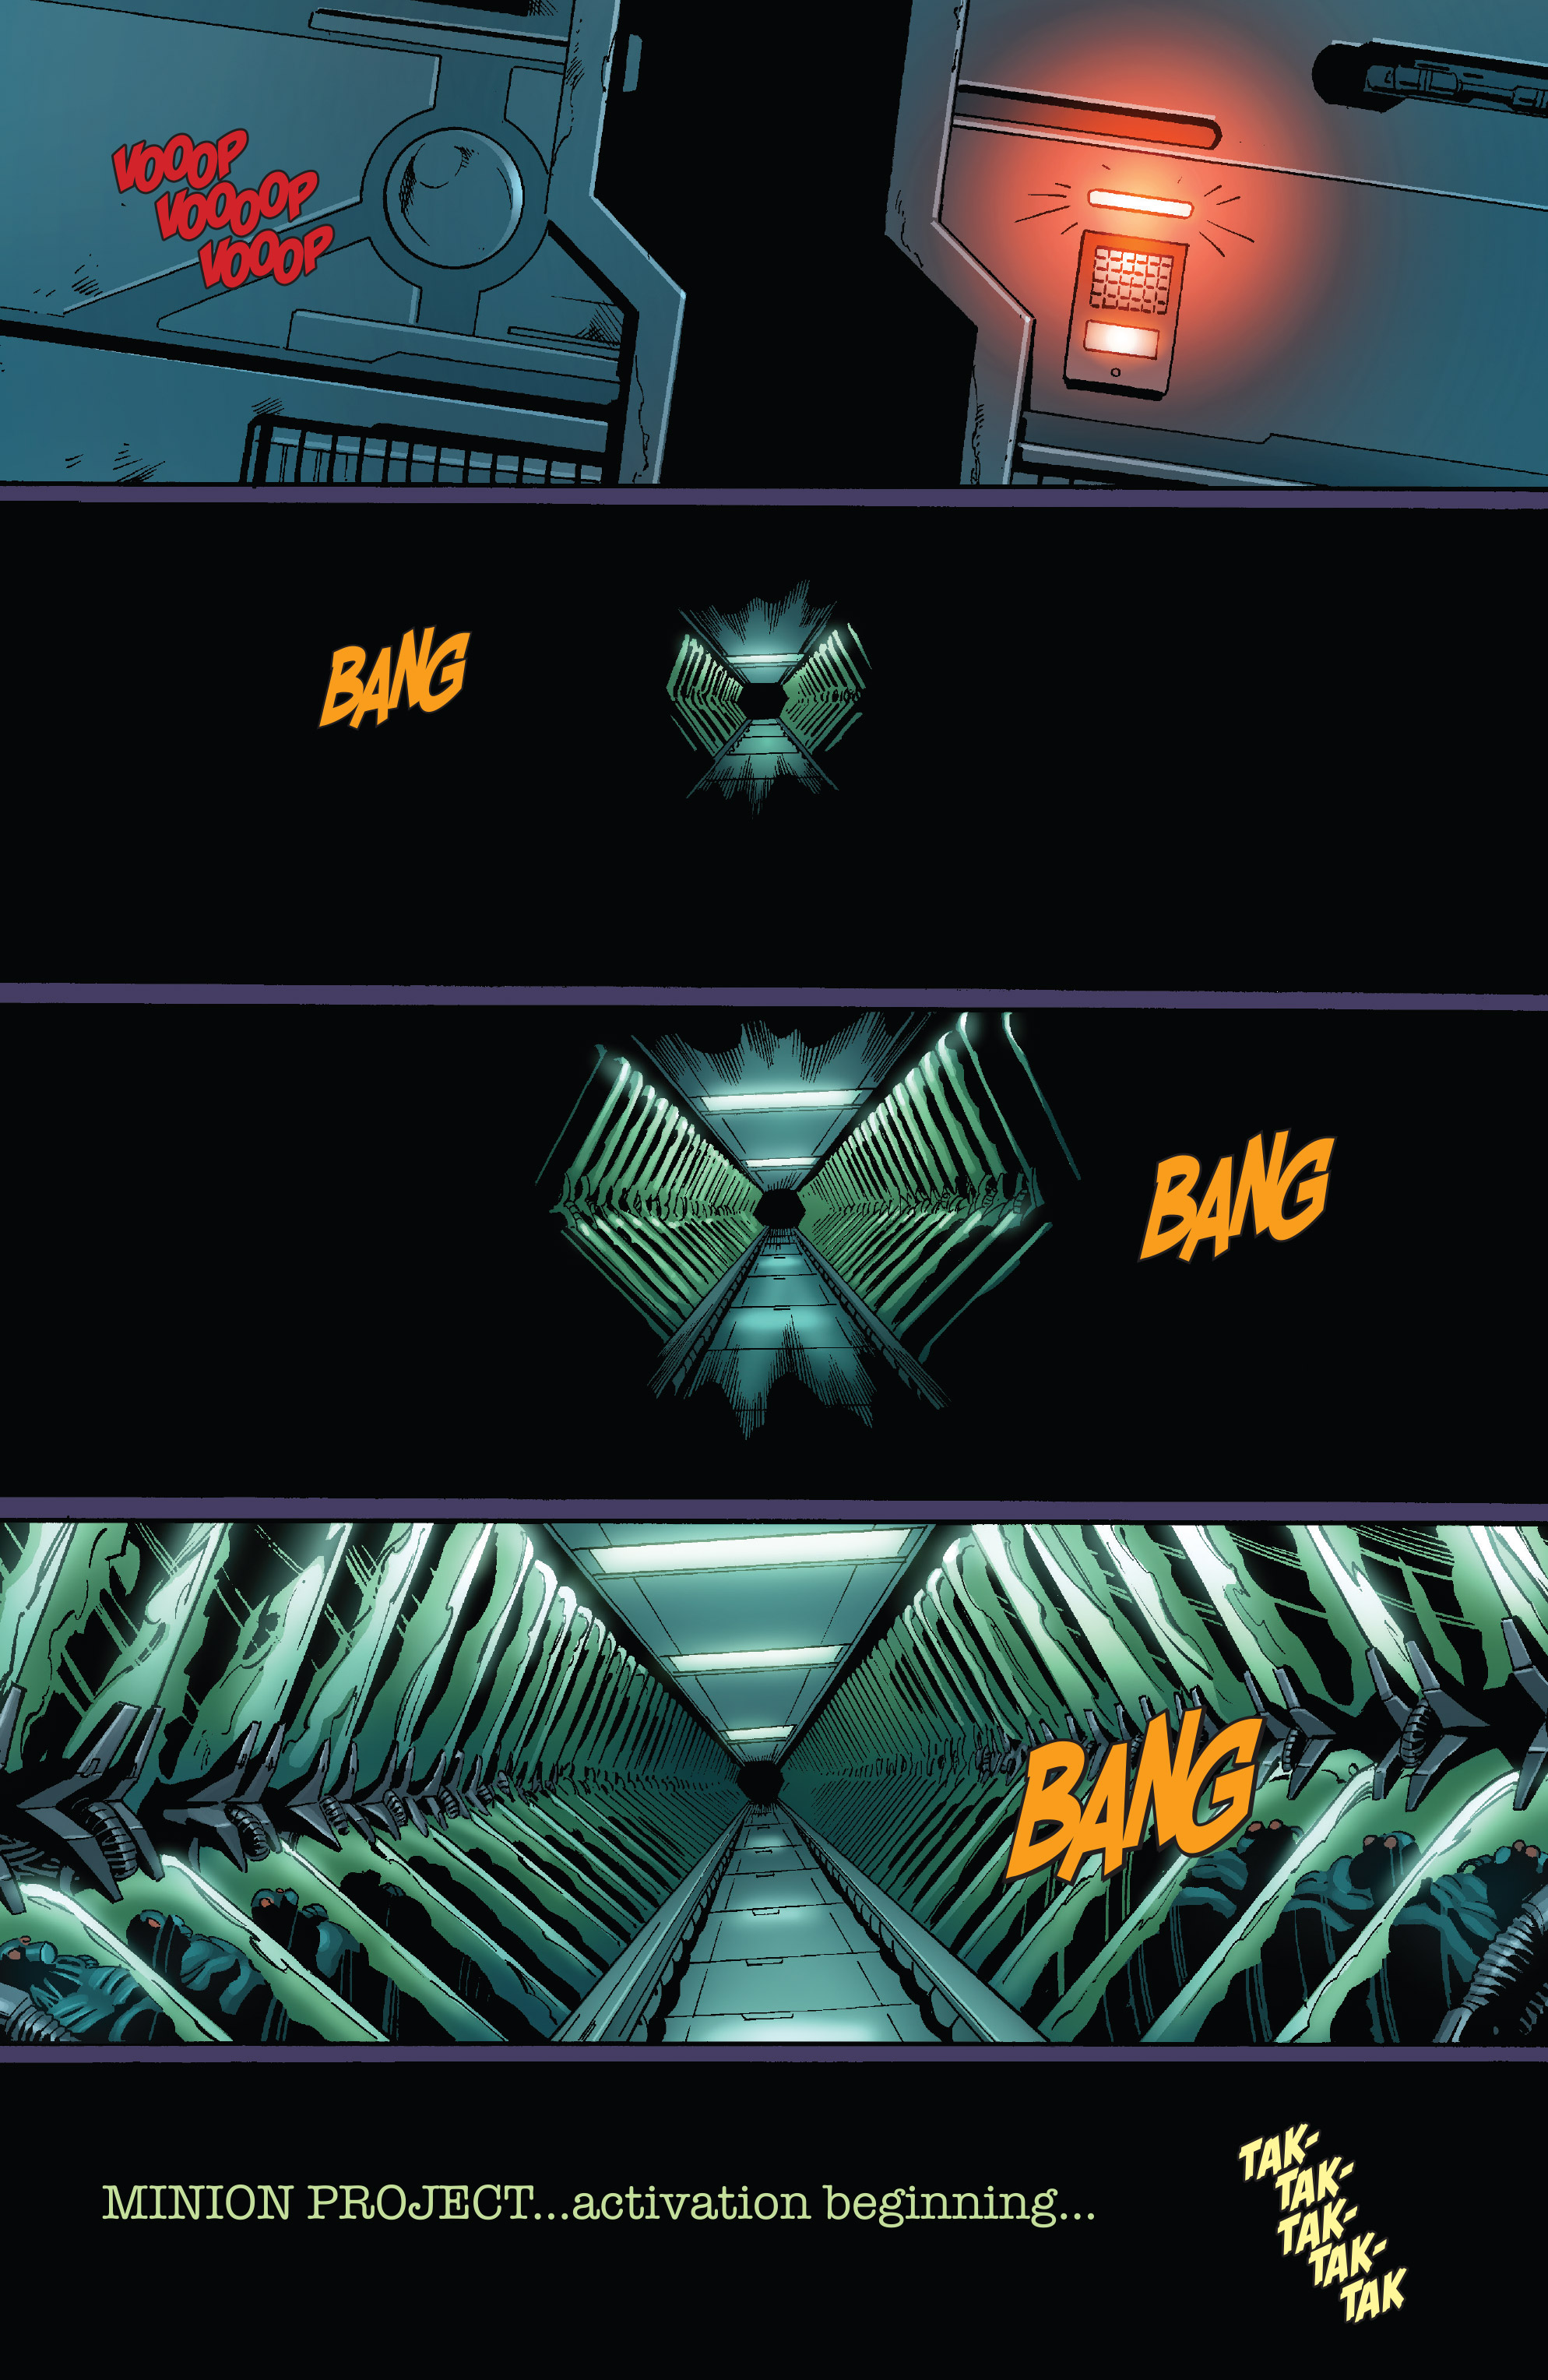 VOOOP
VOOOOP
VOOOP
BANG
BANG
BANG
MINION PROJECT...activation beginning...
TAK-
TAK-
TAK-
TAK-
TAK